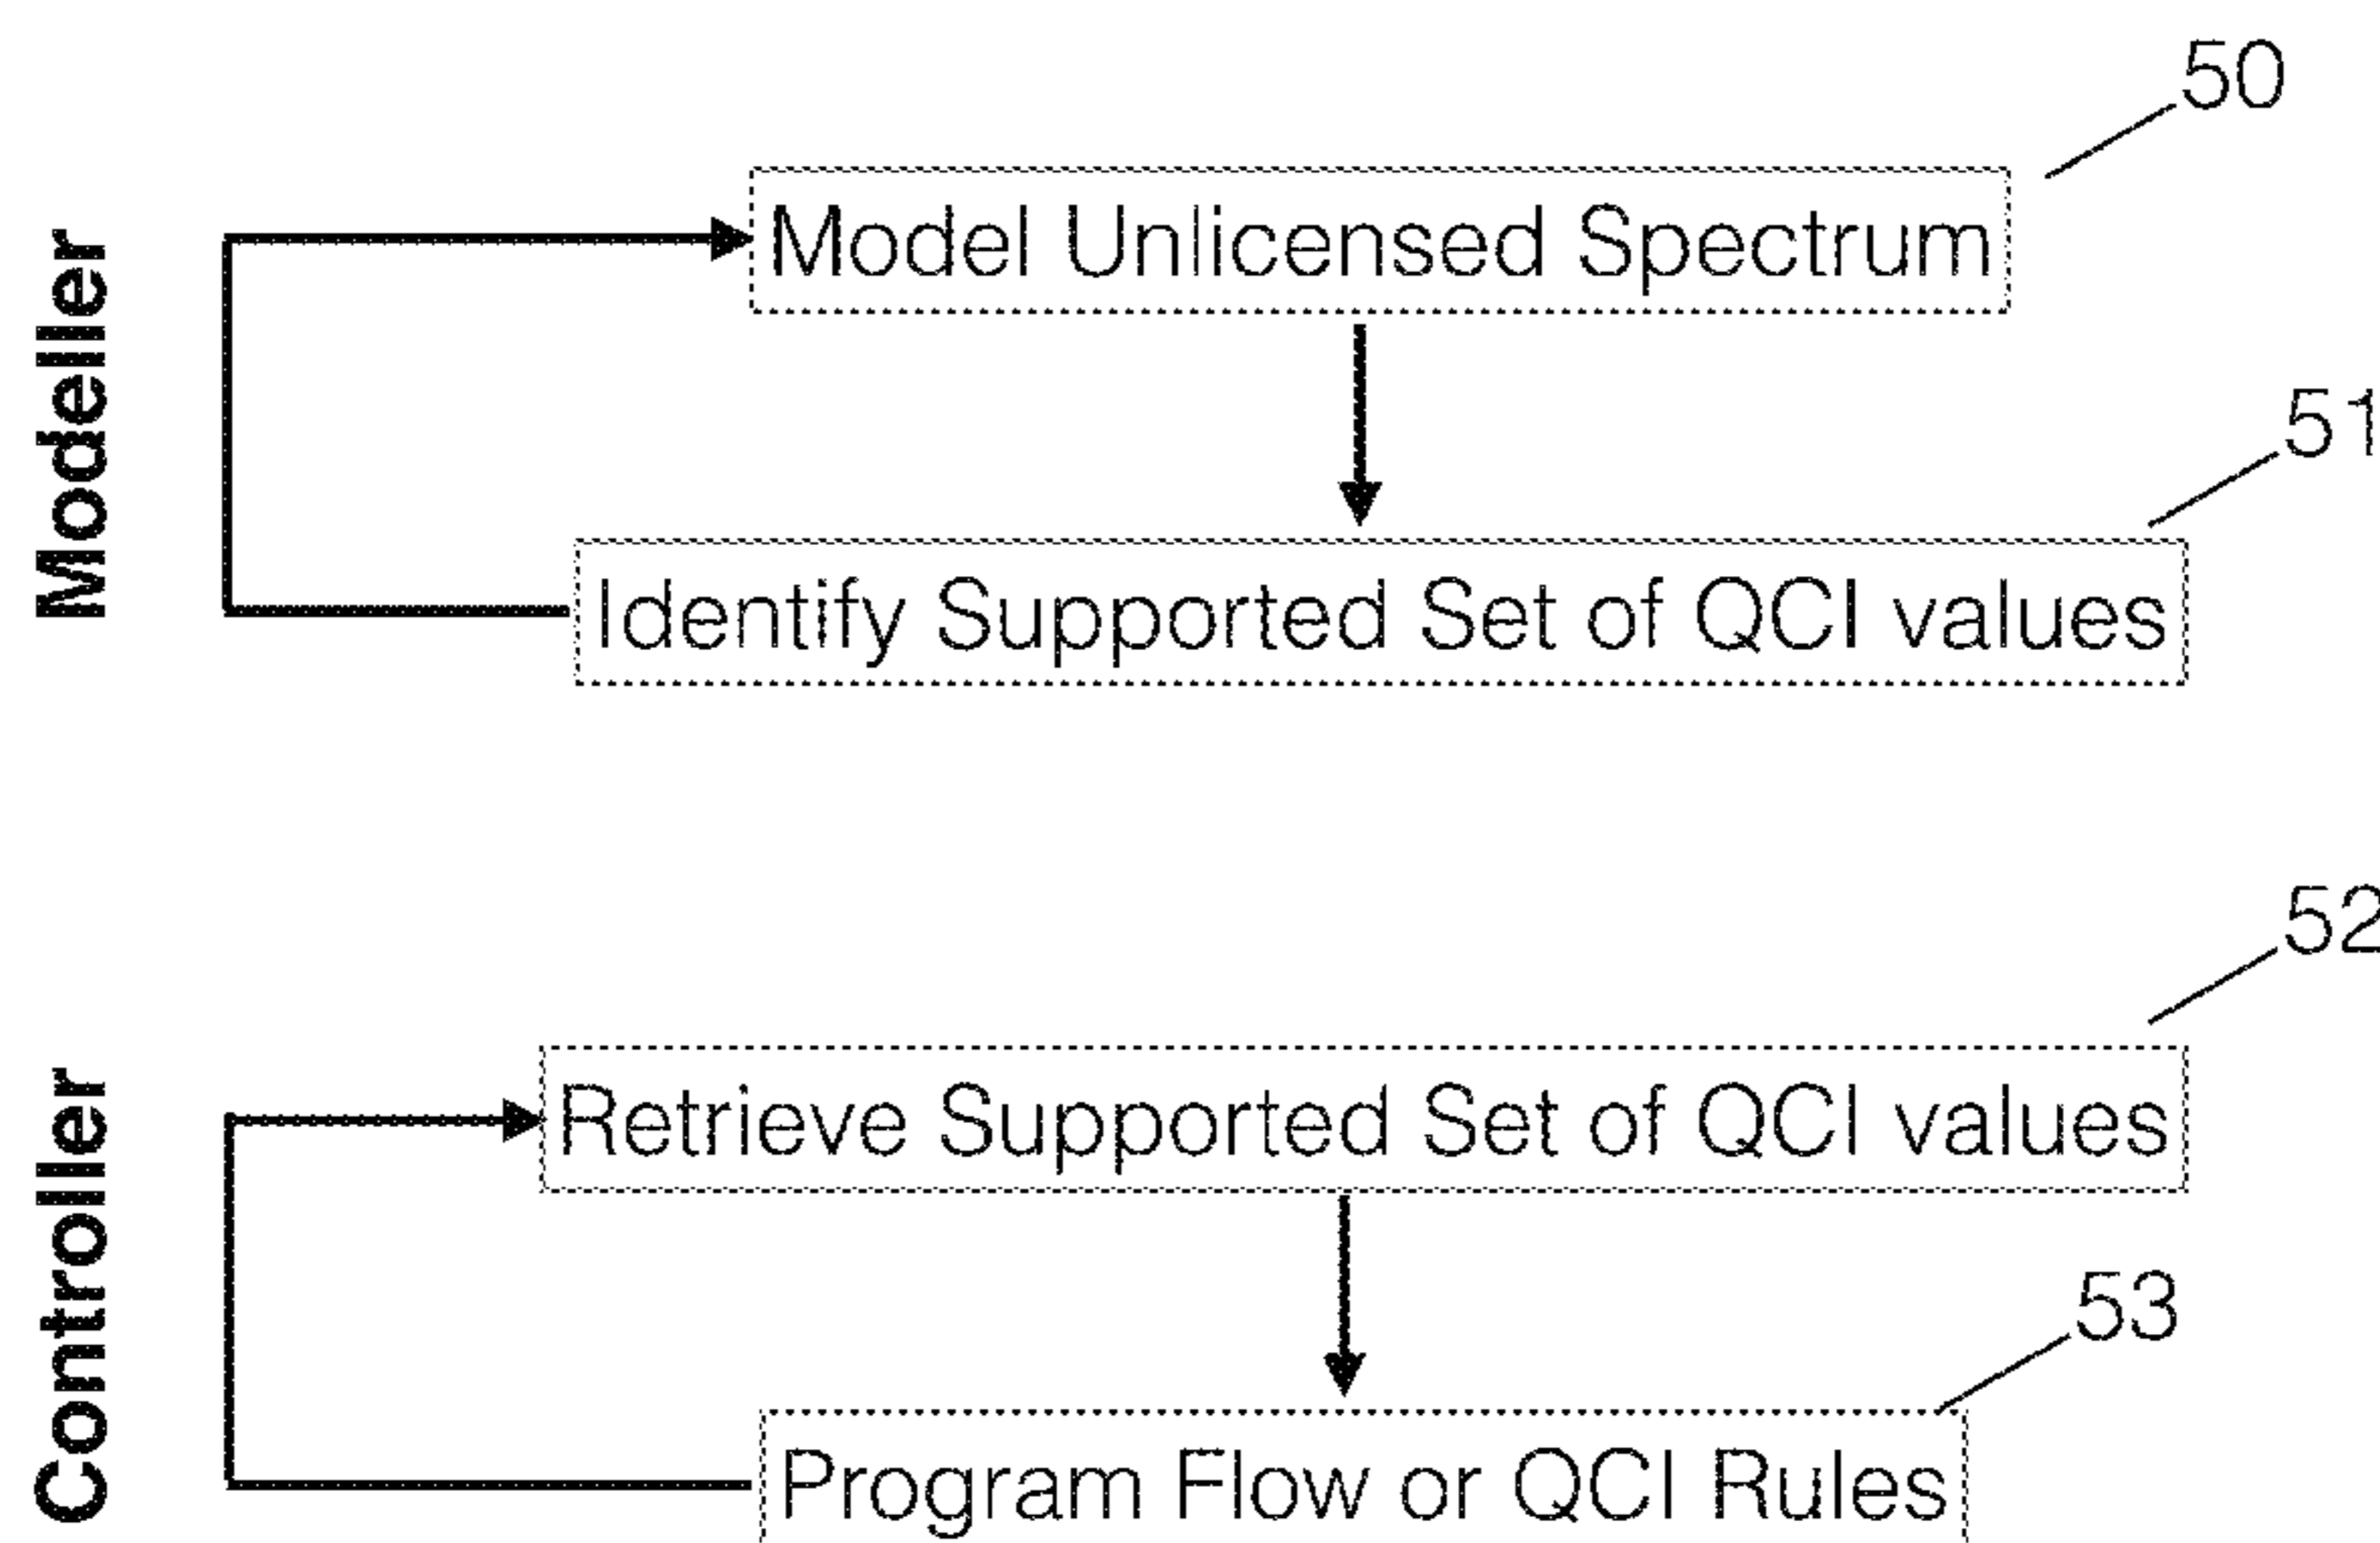 50
Modeller
Model Unlicensed Spectrum
51
Identify Supported Set of QCI values
52
Controller
Retrieve Supported Set of QCI values
53
Program Flow or QCI Rules